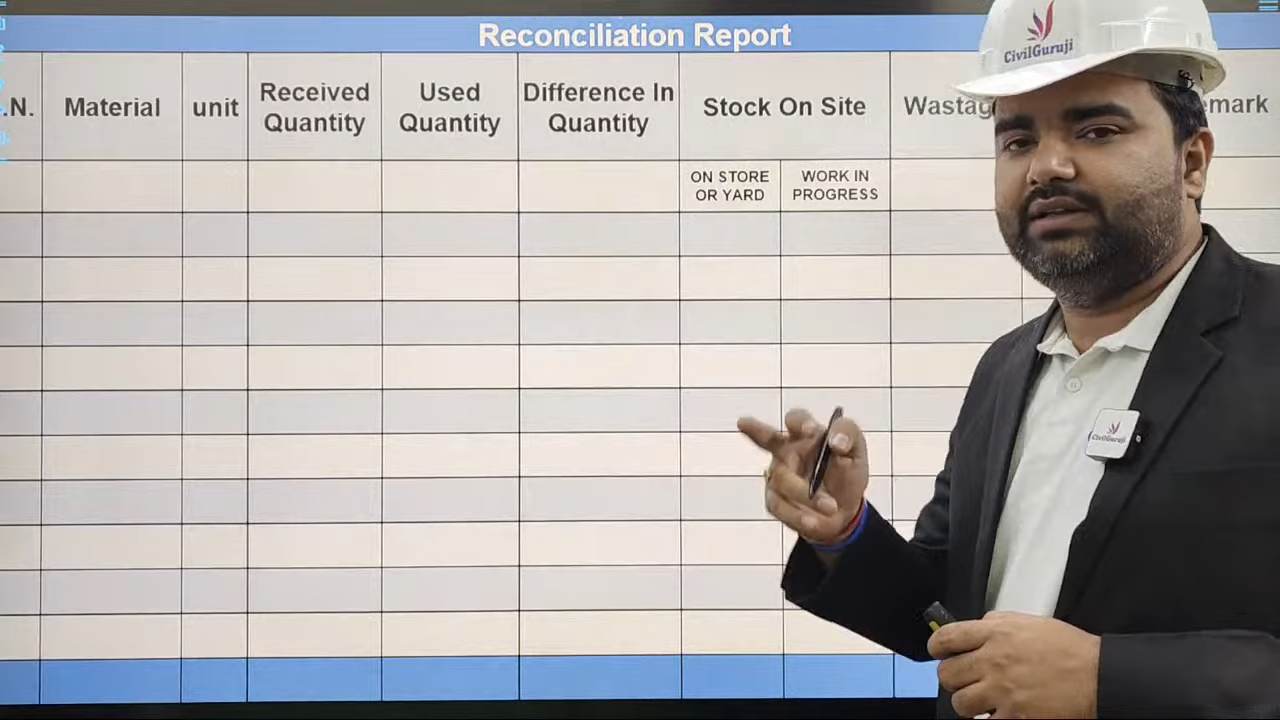 Reconciliation Report
.N.
Material
unit
Received
Quantity
Used
Quantity
Difference In
Quantity
Stock On Site
Wastag
emark
ON STORE
OR YARD
WORK IN
PROGRESS
CivilGuruji
CivilGuruji